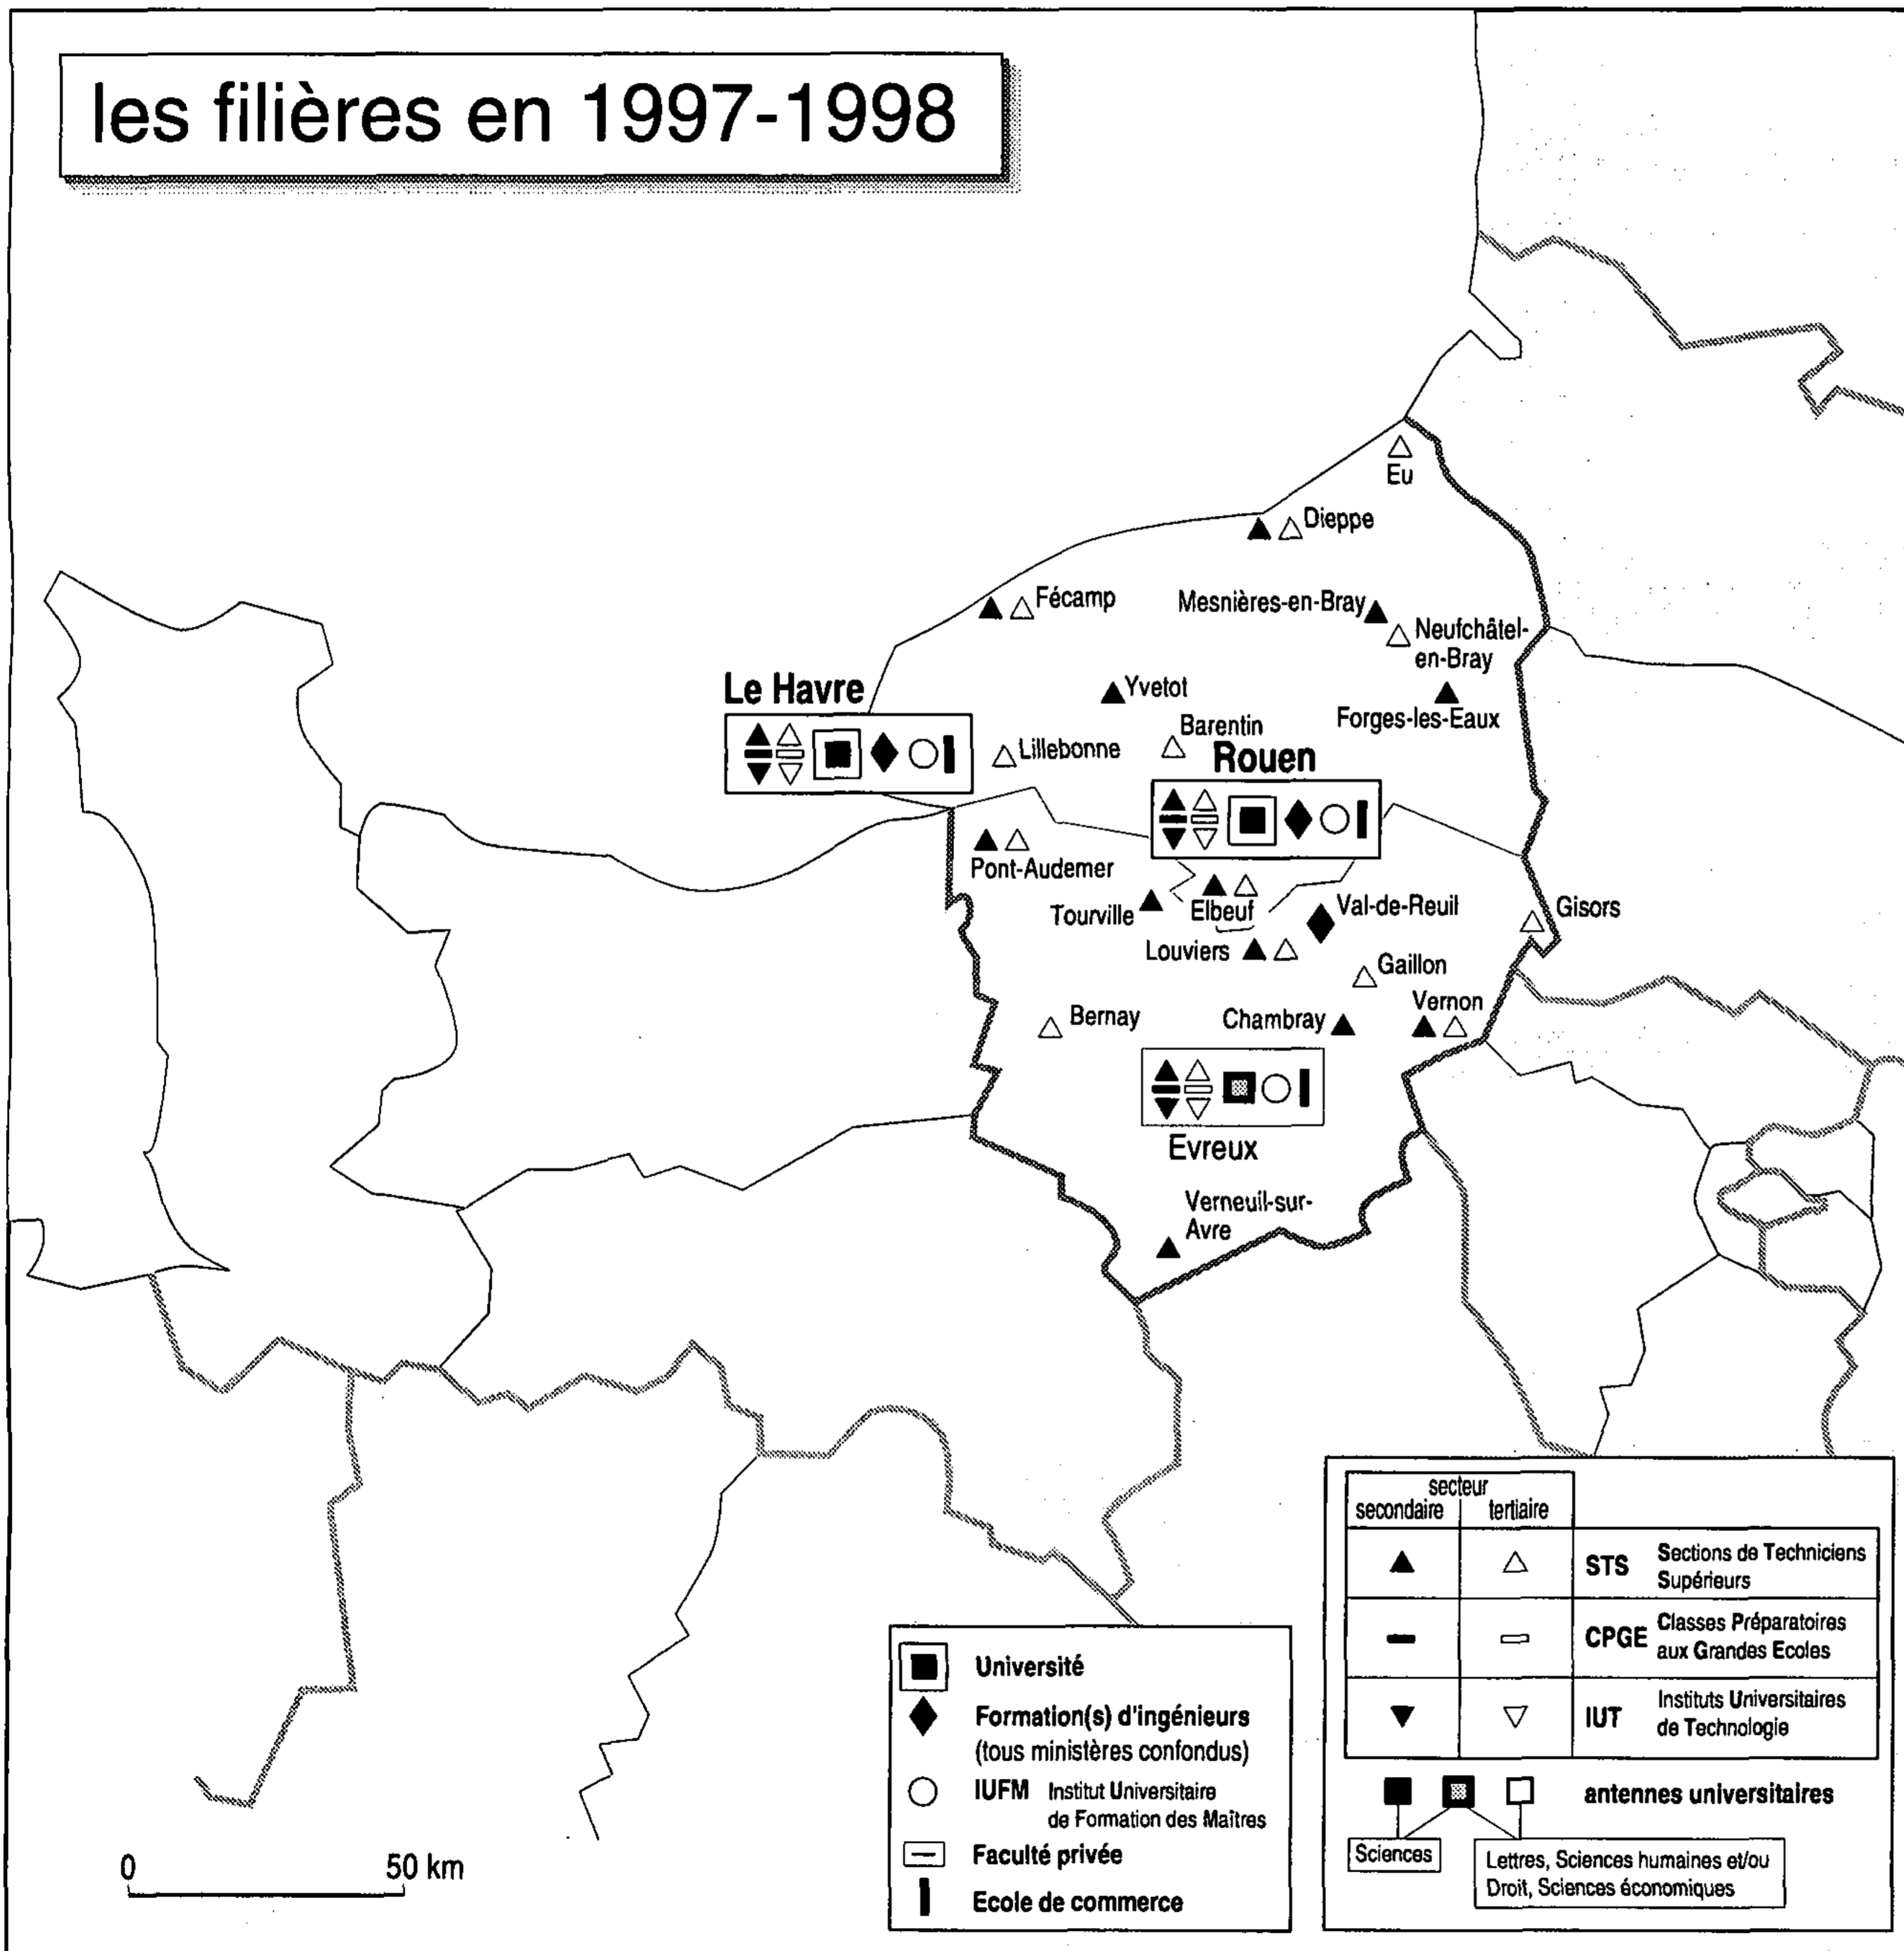 les filières en 1997-1998
Eu
Dieppe
Fécamp
Mesnières-en-Bray
Neufchâtel-
en-Bray
Le Havre
Yvetot
Forges-les-Eaux
Barentin
Lillebonne
Rouen
Pont-Audemer
Tourville
Elbeuf
Val-de-Reuil
Gisors
Louviers
Gaillon
Bernay
Chambray
Vernon
Evreux
Verneuil-sur-
Avre
secteur
secondaire tertiaire
STS Sections de Techniciens
Supérieurs
CPGE Classes Préparatoires
aux Grandes Ecoles
IUT Instituts Universitaires
de Technologie
antennes universitaires
Sciences
Lettres, Sciences humaines et/ou
Droit, Sciences économiques
Université
Formation(s) d'ingénieurs
(tous ministères confondus)
IUFM Institut Universitaire
de Formation des Maîtres
Faculté privée
Ecole de commerce
0 50 km